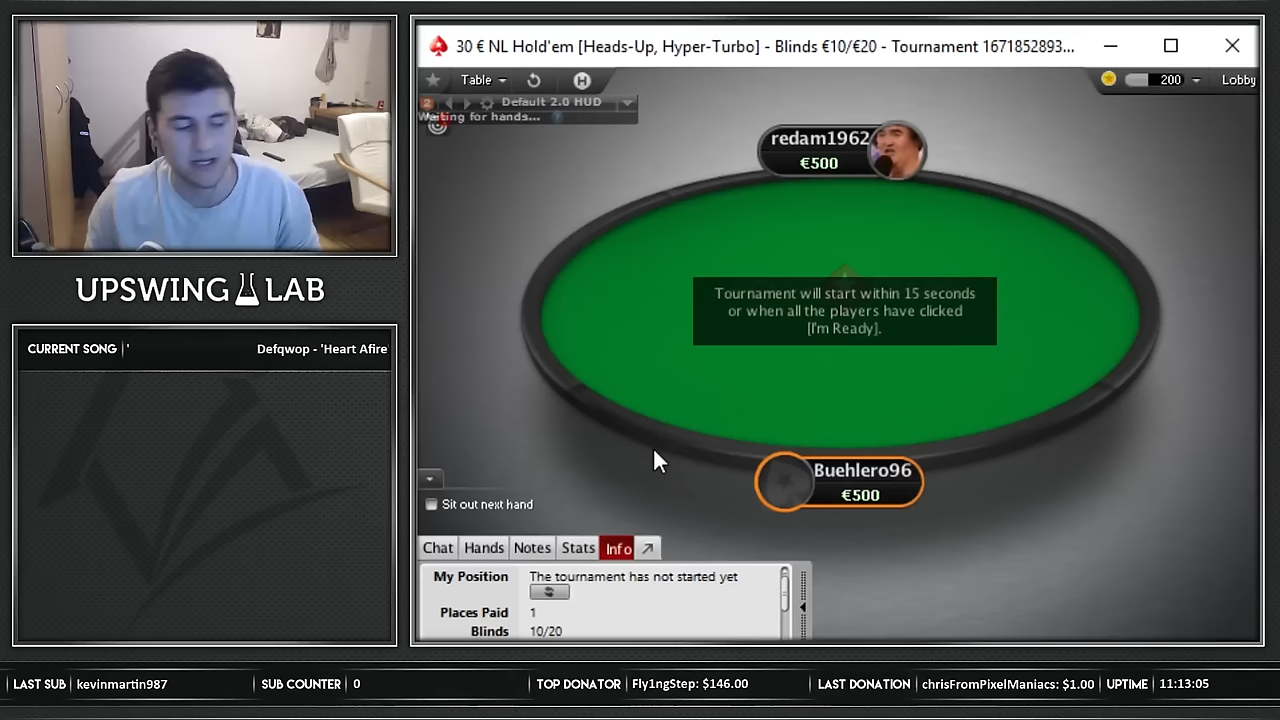 30 € NL Hold'em [Heads-Up, Hyper-Turbo] - Blinds €10/€20 - Tournament 1671852893...
Table
H
200
Lobby
2
Default 2.0 HUD
Waiting for hands...
?
redam1962
€500
UPSWING LAB
Tournament will start within 15 seconds
or when all the players have clicked
[I'm Ready].
CURRENT SONG | '
Defqwop - 'Heart Afire'
Buehlero96
€500
Sit out next hand
Chat Hands Notes Stats Info
My Position The tournament has not started yet
Places Paid 1
Blinds 10/20
LAST SUB kevinmartin987
SUB COUNTER 0
TOP DONATOR Fly1ngStep: $146.00
LAST DONATION chrisFromPixelManiacs: $1.00
UPTIME 11:13:05